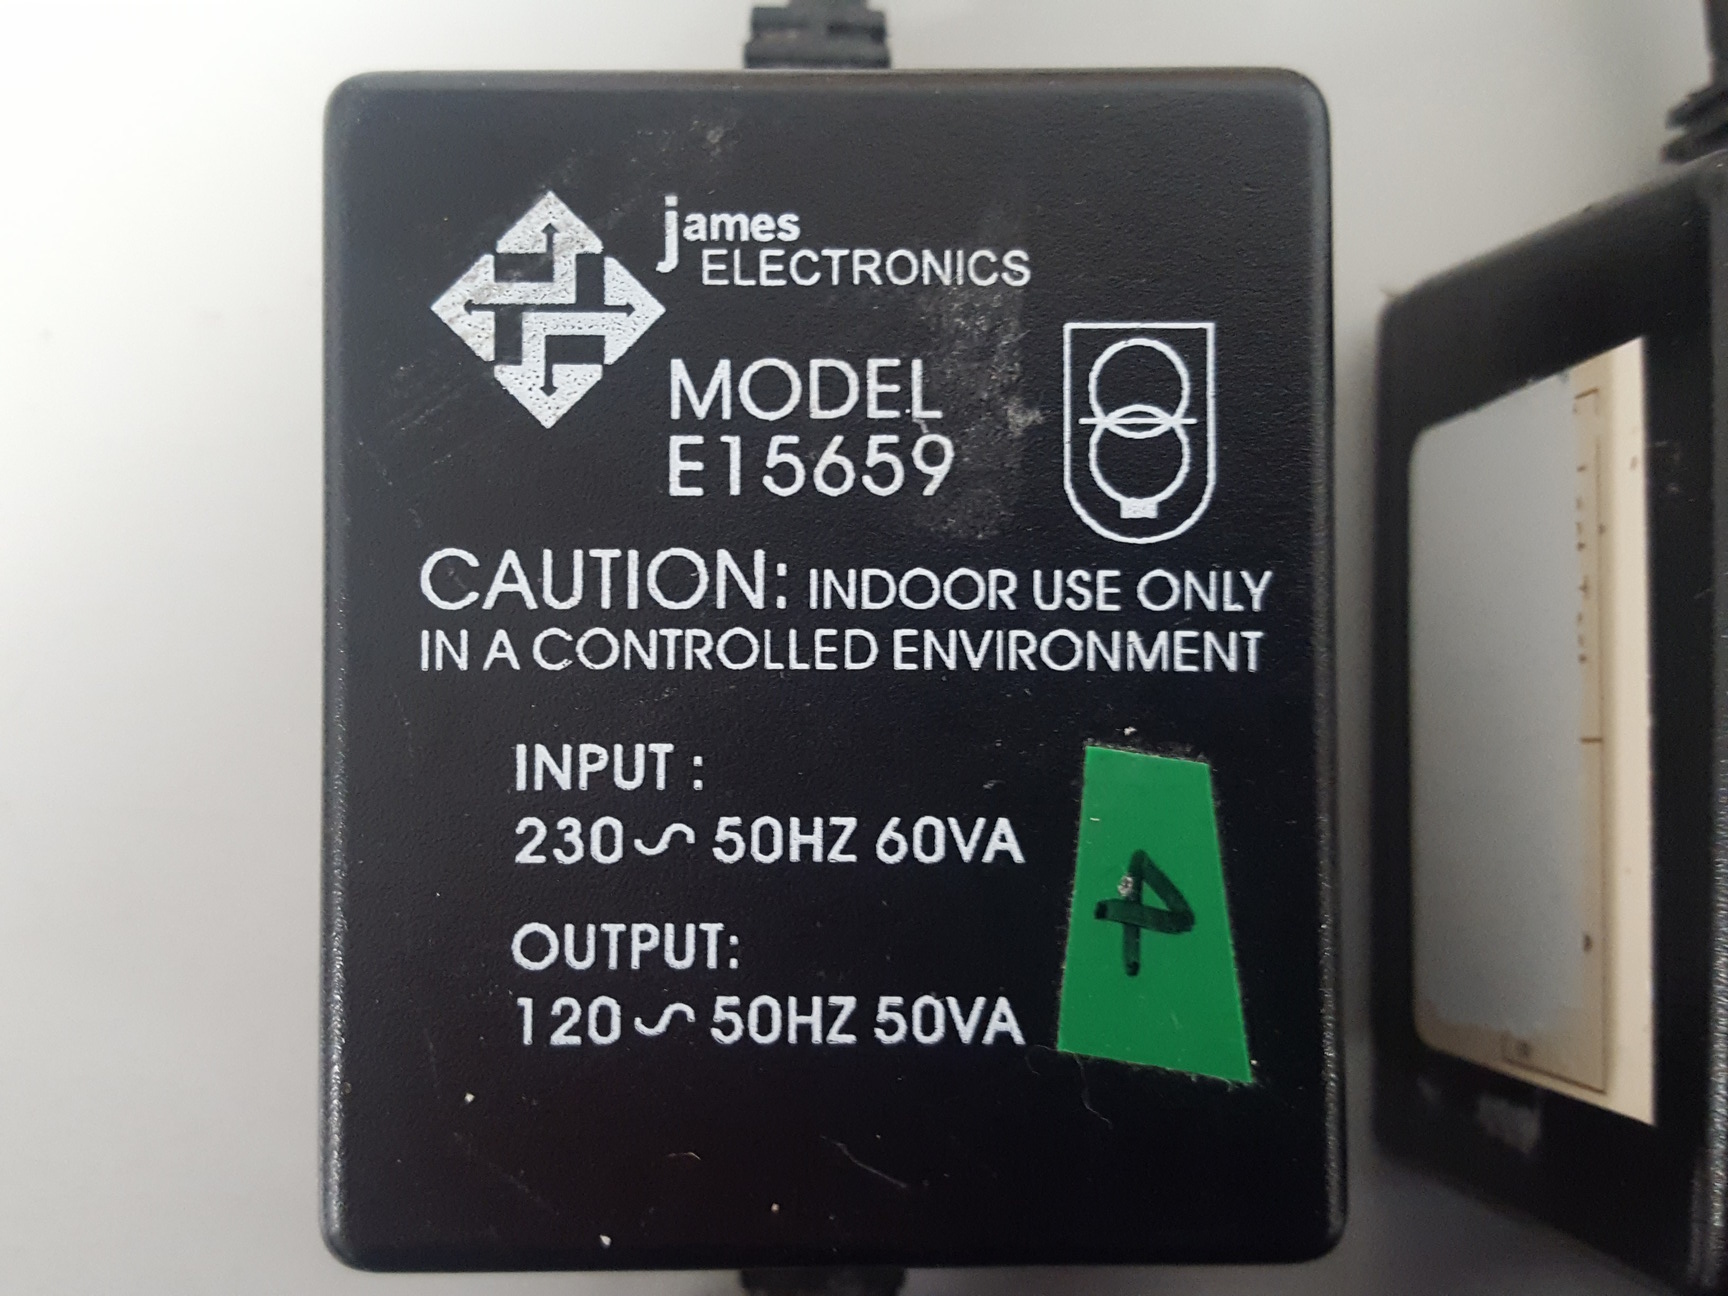 james
ELECTRONICS
MODEL
E15659
CAUTION: INDOOR USE ONLY
IN A CONTROLLED ENVIRONMENT
INPUT :
230~ 50HZ 60VA
OUTPUT:
120~ 50HZ 50VA
4